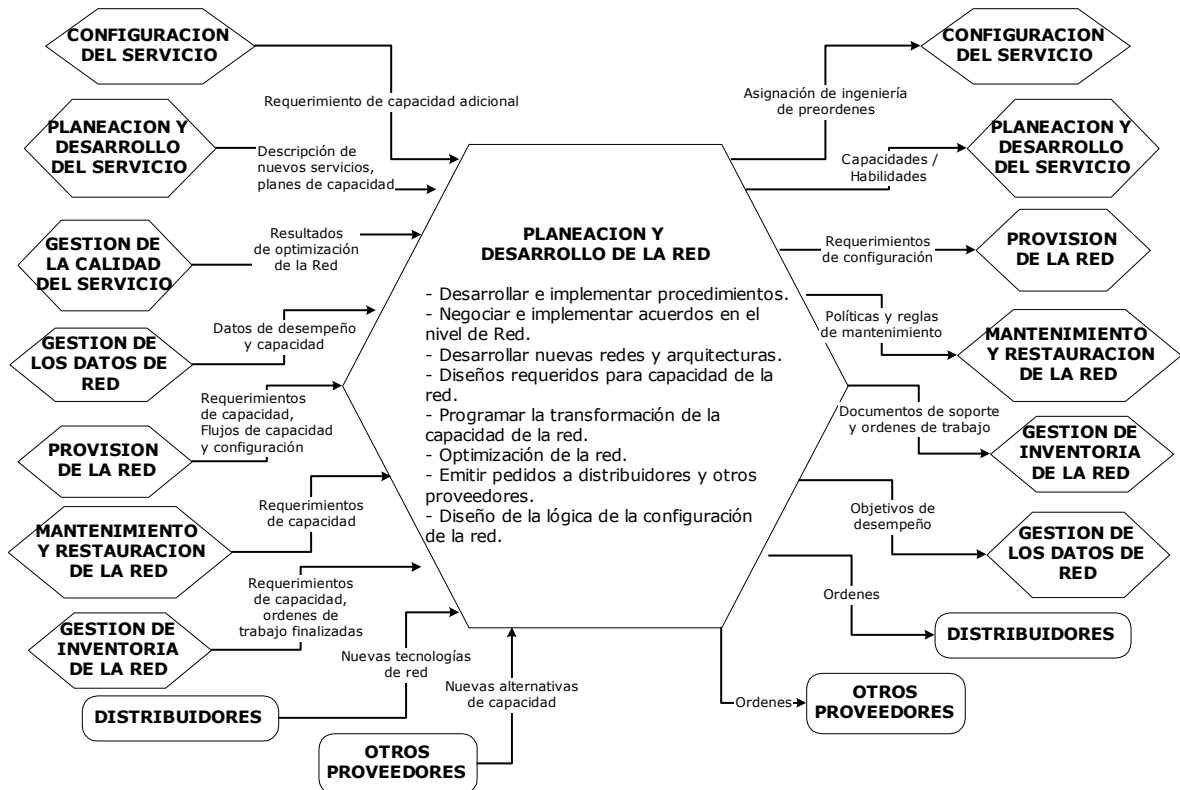 CONFIGURACION
DEL SERVICIO
Requerimiento de capacidad adicional
PLANEACION Y
DESARROLLO
DEL SERVICIO
Descripción de
nuevos servicios,
planes de capacidad
GESTION DE
LA CALIDAD
DEL SERVICIO
Resultados
de optimización
de la Red
GESTION DE
LOS DATOS DE
RED
Datos de desempeño
y capacidad
PROVISION
DE LA RED
Requerimientos
de capacidad,
Flujos de capacidad
y configuración
MANTENIMIENTO
Y RESTAURACION
DE LA RED
Requerimientos
de capacidad
GESTION DE
INVENTORIA
DE LA RED
Requerimientos
de capacidad,
ordenes de
trabajo finalizadas
DISTRIBUIDORES
Nuevas tecnologías
de red
OTROS
PROVEEDORES
Nuevas alternativas
de capacidad
PLANEACION Y
DESARROLLO DE LA RED
- Desarrollar e implementar procedimientos.
- Negociar e implementar acuerdos en el
nivel de Red.
- Desarrollar nuevas redes y arquitecturas.
- Diseños requeridos para capacidad de la
red.
- Programar la transformación de la
capacidad de la red.
- Optimización de la red.
- Emitir pedidos a distribuidores y otros
proveedores.
- Diseño de la lógica de la configuración
de la red.
Asignación de ingeniería
de preordenes
CONFIGURACION
DEL SERVICIO
Capacidades /
Habilidades
PLANEACION Y
DESARROLLO
DEL SERVICIO
Requerimientos
de configuración
PROVISION
DE LA RED
Políticas y reglas
de mantenimiento
MANTENIMIENTO
Y RESTAURACION
DE LA RED
Documentos de soporte
y ordenes de trabajo
GESTION DE
INVENTORIA
DE LA RED
Objetivos de
desempeño
GESTION DE
LOS DATOS DE
RED
Ordenes
DISTRIBUIDORES
Ordenes
OTROS
PROVEEDORES